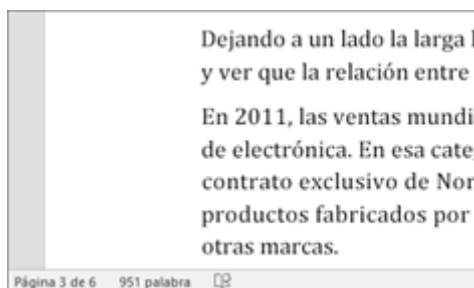 Dejando a un lado la larga
y ver que la relación entre
En 2011, las ventas mundi
de electrónica. En esa cate
contrato exclusivo de Nor
productos fabricados por
otras marcas.
Página 3 de 6 951 palabra